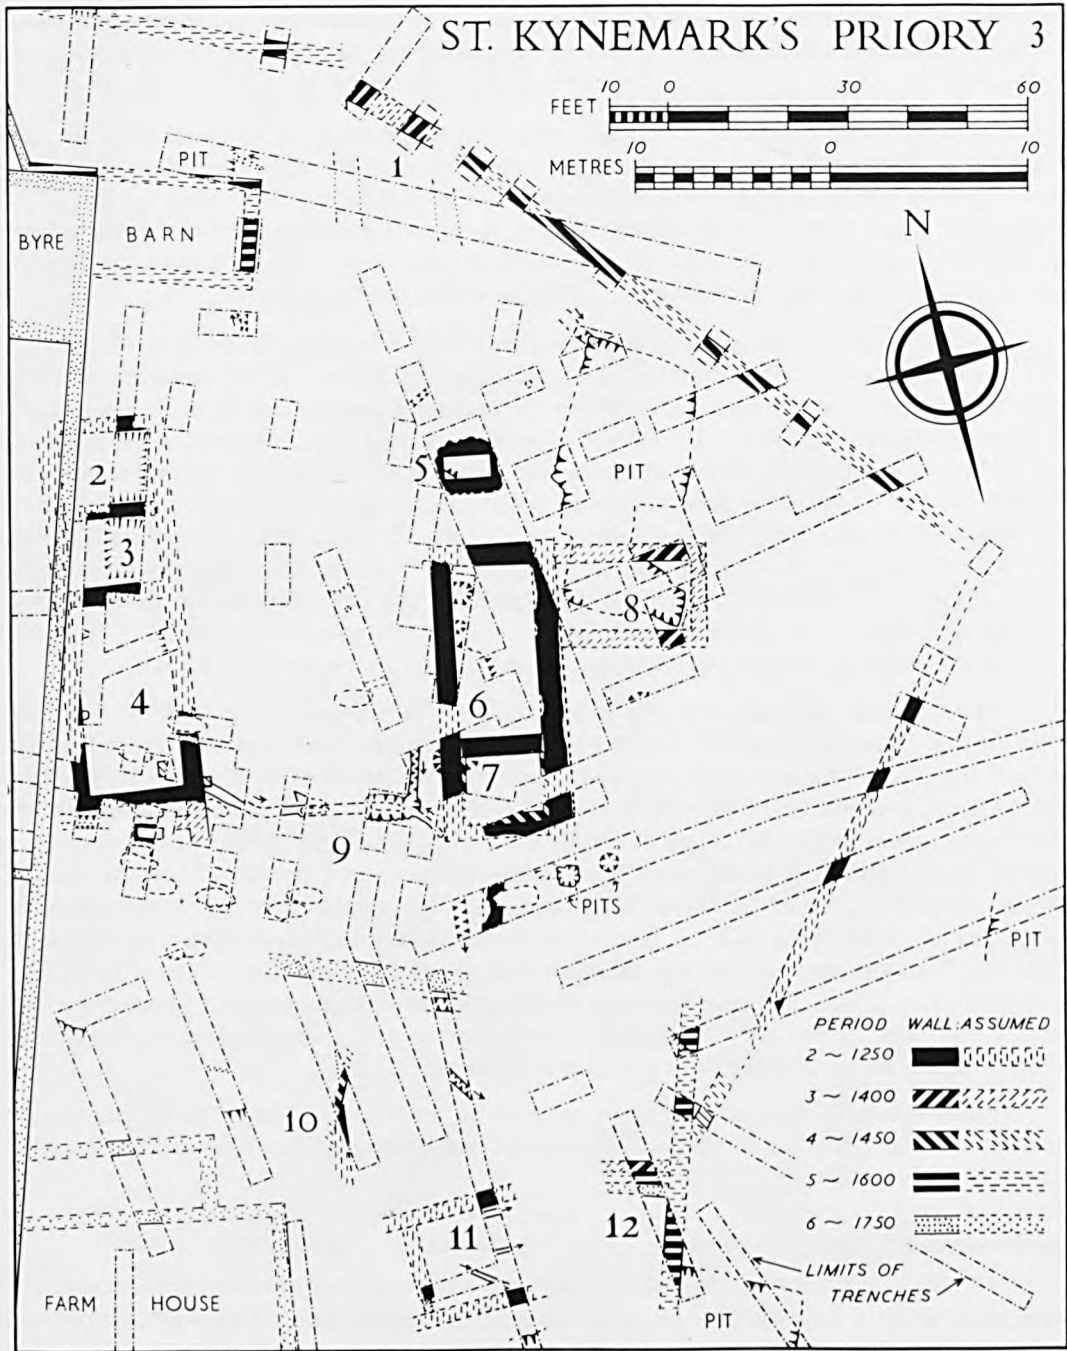 ST. KYNEMARK'S PRIORY 3
10 0 30 60
FEET
METRES
10 0 10
N
PIT
1
BYRE
BARN
2
5
PIT
3
8
4
6
7
9
PITS
PIT
PERIOD WALL: ASSUMED
2 ~ 1250
3 ~ 1400
4 ~ 1450
5 ~ 1600
6 ~ 1750
10
11
12
LIMITS OF
TRENCHES
FARM HOUSE
PIT